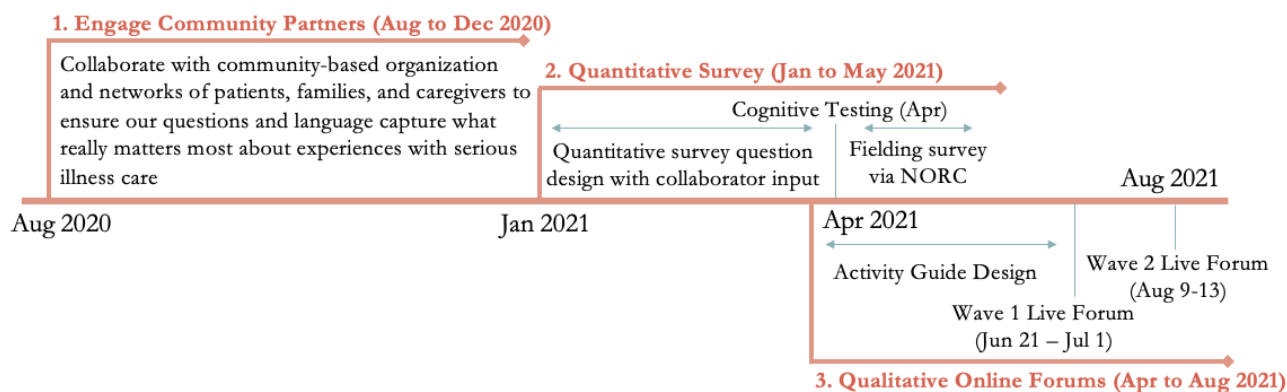 1. Engage Community Partners (Aug to Dec 2020)
Collaborate with community-based organization
and networks of patients, families, and caregivers to
ensure our questions and language capture what
really matters most about experiences with serious
illness care
2. Quantitative Survey (Jan to May 2021)
Cognitive Testing (Apr)
Quantitative survey question
design with collaborator input
Fielding survey
via NORC
Aug 2021
Aug 2020
Jan 2021
Apr 2021
Activity Guide Design
Wave 2 Live Forum
(Aug 9-13)
Wave 1 Live Forum
(Jun 21 – Jul 1)
3. Qualitative Online Forums (Apr to Aug 2021)